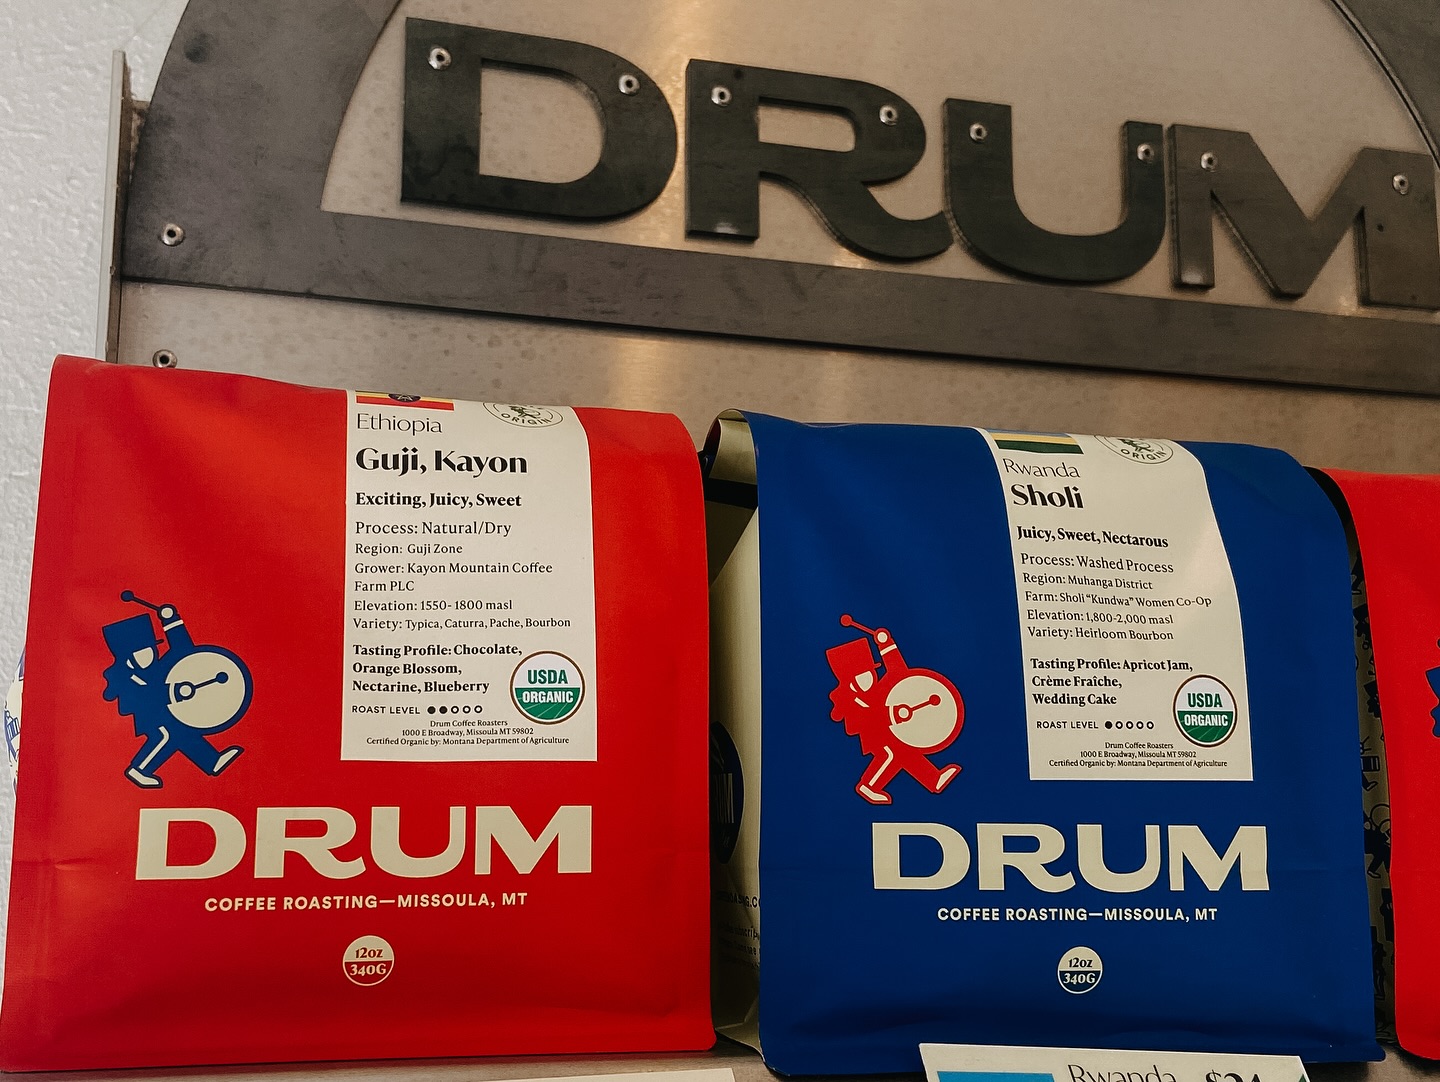 DRUM
Ethiopia
ORIGIN
Guji, Kayon
Exciting, Juicy, Sweet
Process: Natural/Dry
Region: Guji Zone
Grower: Kayon Mountain Coffee
Farm PLC
Elevation: 1550- 1800 masl
Variety: Typica, Caturra, Pache, Bourbon
Tasting Profile: Chocolate,
Orange Blossom,
Nectarine, Blueberry
USDA
ORGANIC
ROAST LEVEL
Drum Coffee Roasters
1000 E Broadway, Missoula MT 59802
Certified Organic by: Montana Department of Agriculture
DRUM
COFFEE ROASTING—MISSOULA, MT
12oz
340G
Rwanda
ORIGIN
Sholi
Juicy, Sweet, Nectarous
Process: Washed Process
Region: Muhanga District
Farm: Sholi "Kundwa" Women Co-Op
Elevation: 1,800-2,000 masl
Variety: Heirloom Bourbon
Tasting Profile: Apricot Jam,
Crème Fraîche,
Wedding Cake
USDA
ORGANIC
ROAST LEVEL
Drum Coffee Roasters
1000 E Broadway, Missoula MT 59802
Certified Organic by: Montana Department of Agriculture
DRUM
COFFEE ROASTING—MISSOULA, MT
12oz
340G
Rwanda